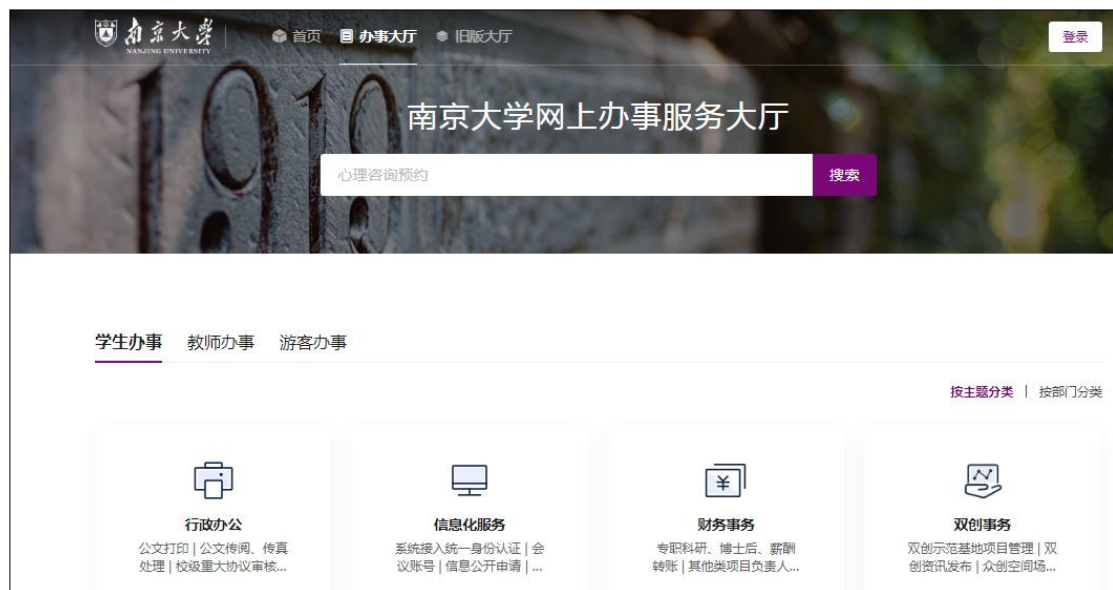 南京大学
NANJING UNIVERSITY
首页 办事大厅 旧版大厅
登录
1919
南京大学网上办事服务大厅
心理咨询预约 搜索
学生办事 教师办事 游客办事
按主题分类 | 按部门分类
行政办公
公文打印 | 公文传阅、传真
处理 | 校级重大协议审核...
信息化服务
系统接入统一身份认证 | 会
议账号 | 信息公开申请 | ...
财务事务
专职科研、博士后、薪酬
转账 | 其他类项目负责人...
双创事务
双创示范基地项目管理 | 双
创资讯发布 | 众创空间场...